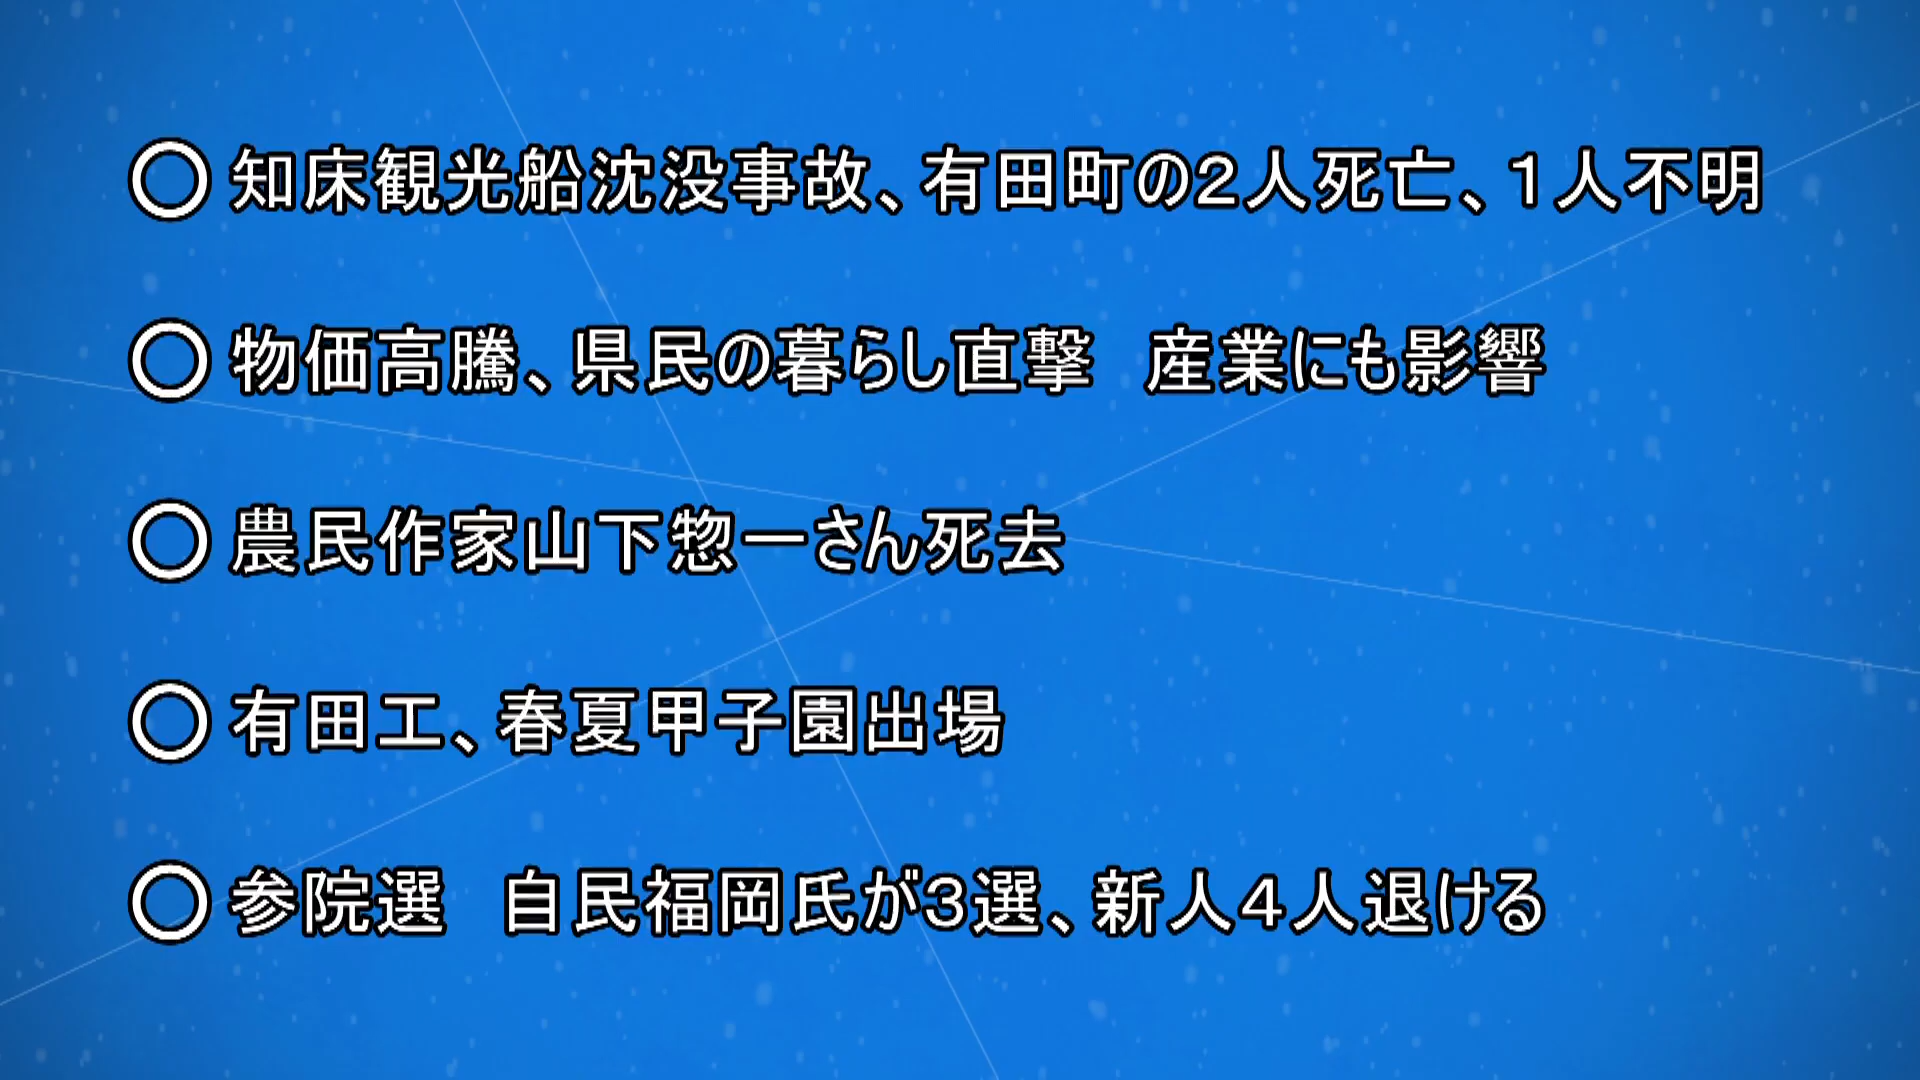 ○知床観光船沈没事故、有田町の２人死亡、１人不明
○物価高騰、県民の暮らし直撃　産業にも影響
○農民作家山下惣一さん死去
○有田工、春夏甲子園出場
○参院選　自民福岡氏が３選、新人４人退ける